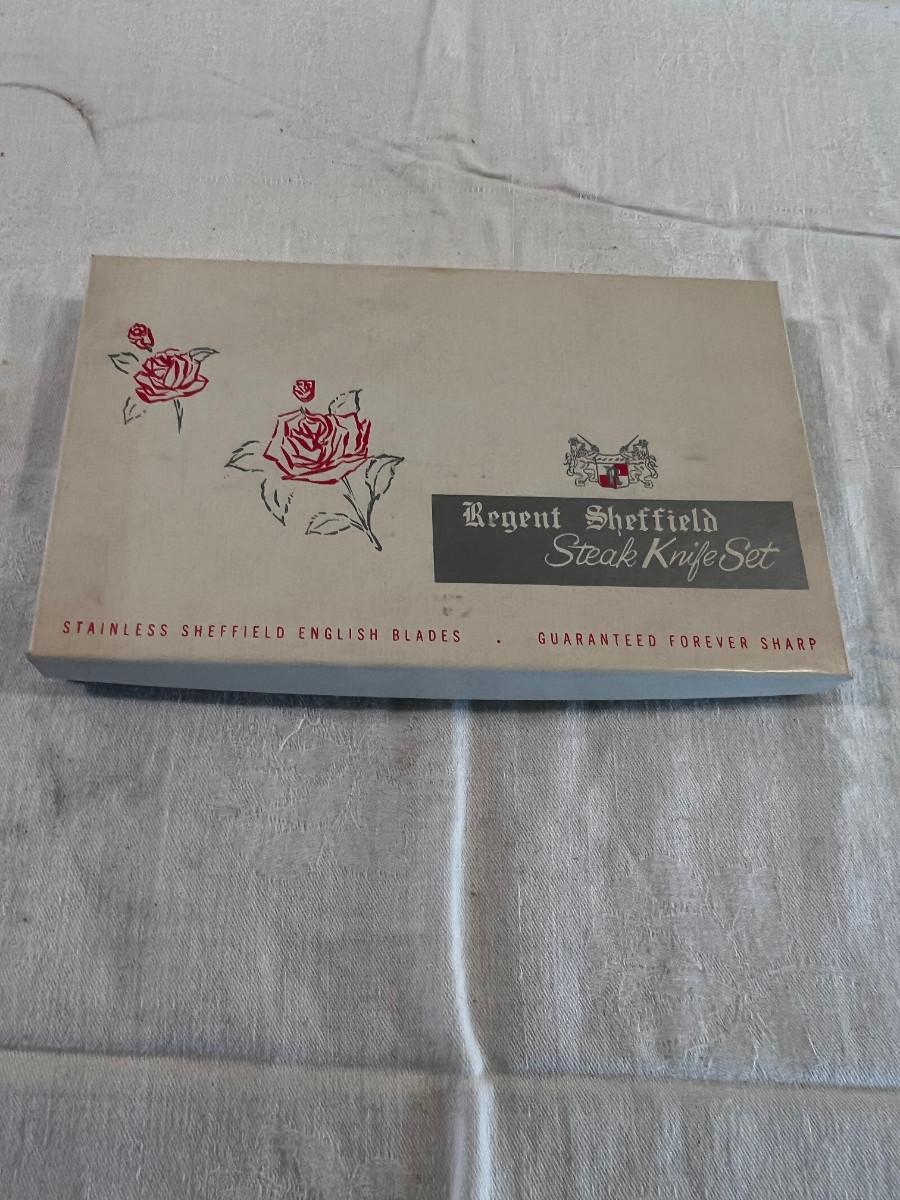 Regent Sheffield
Steak Knife Set
STAINLESS SHEFFIELD ENGLISH BLADES . GUARANTEED FOREVER SHARP